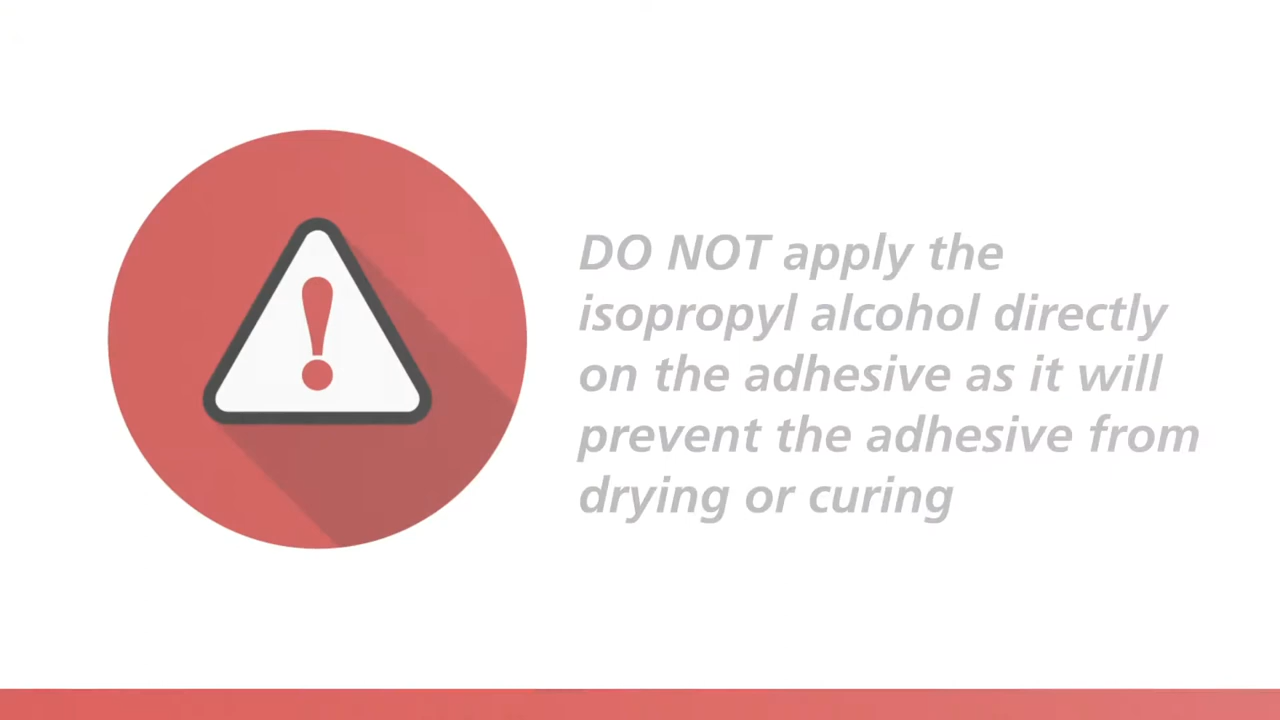 DO NOT apply the
isopropyl alcohol directly
on the adhesive as it will
prevent the adhesive from
drying or curing